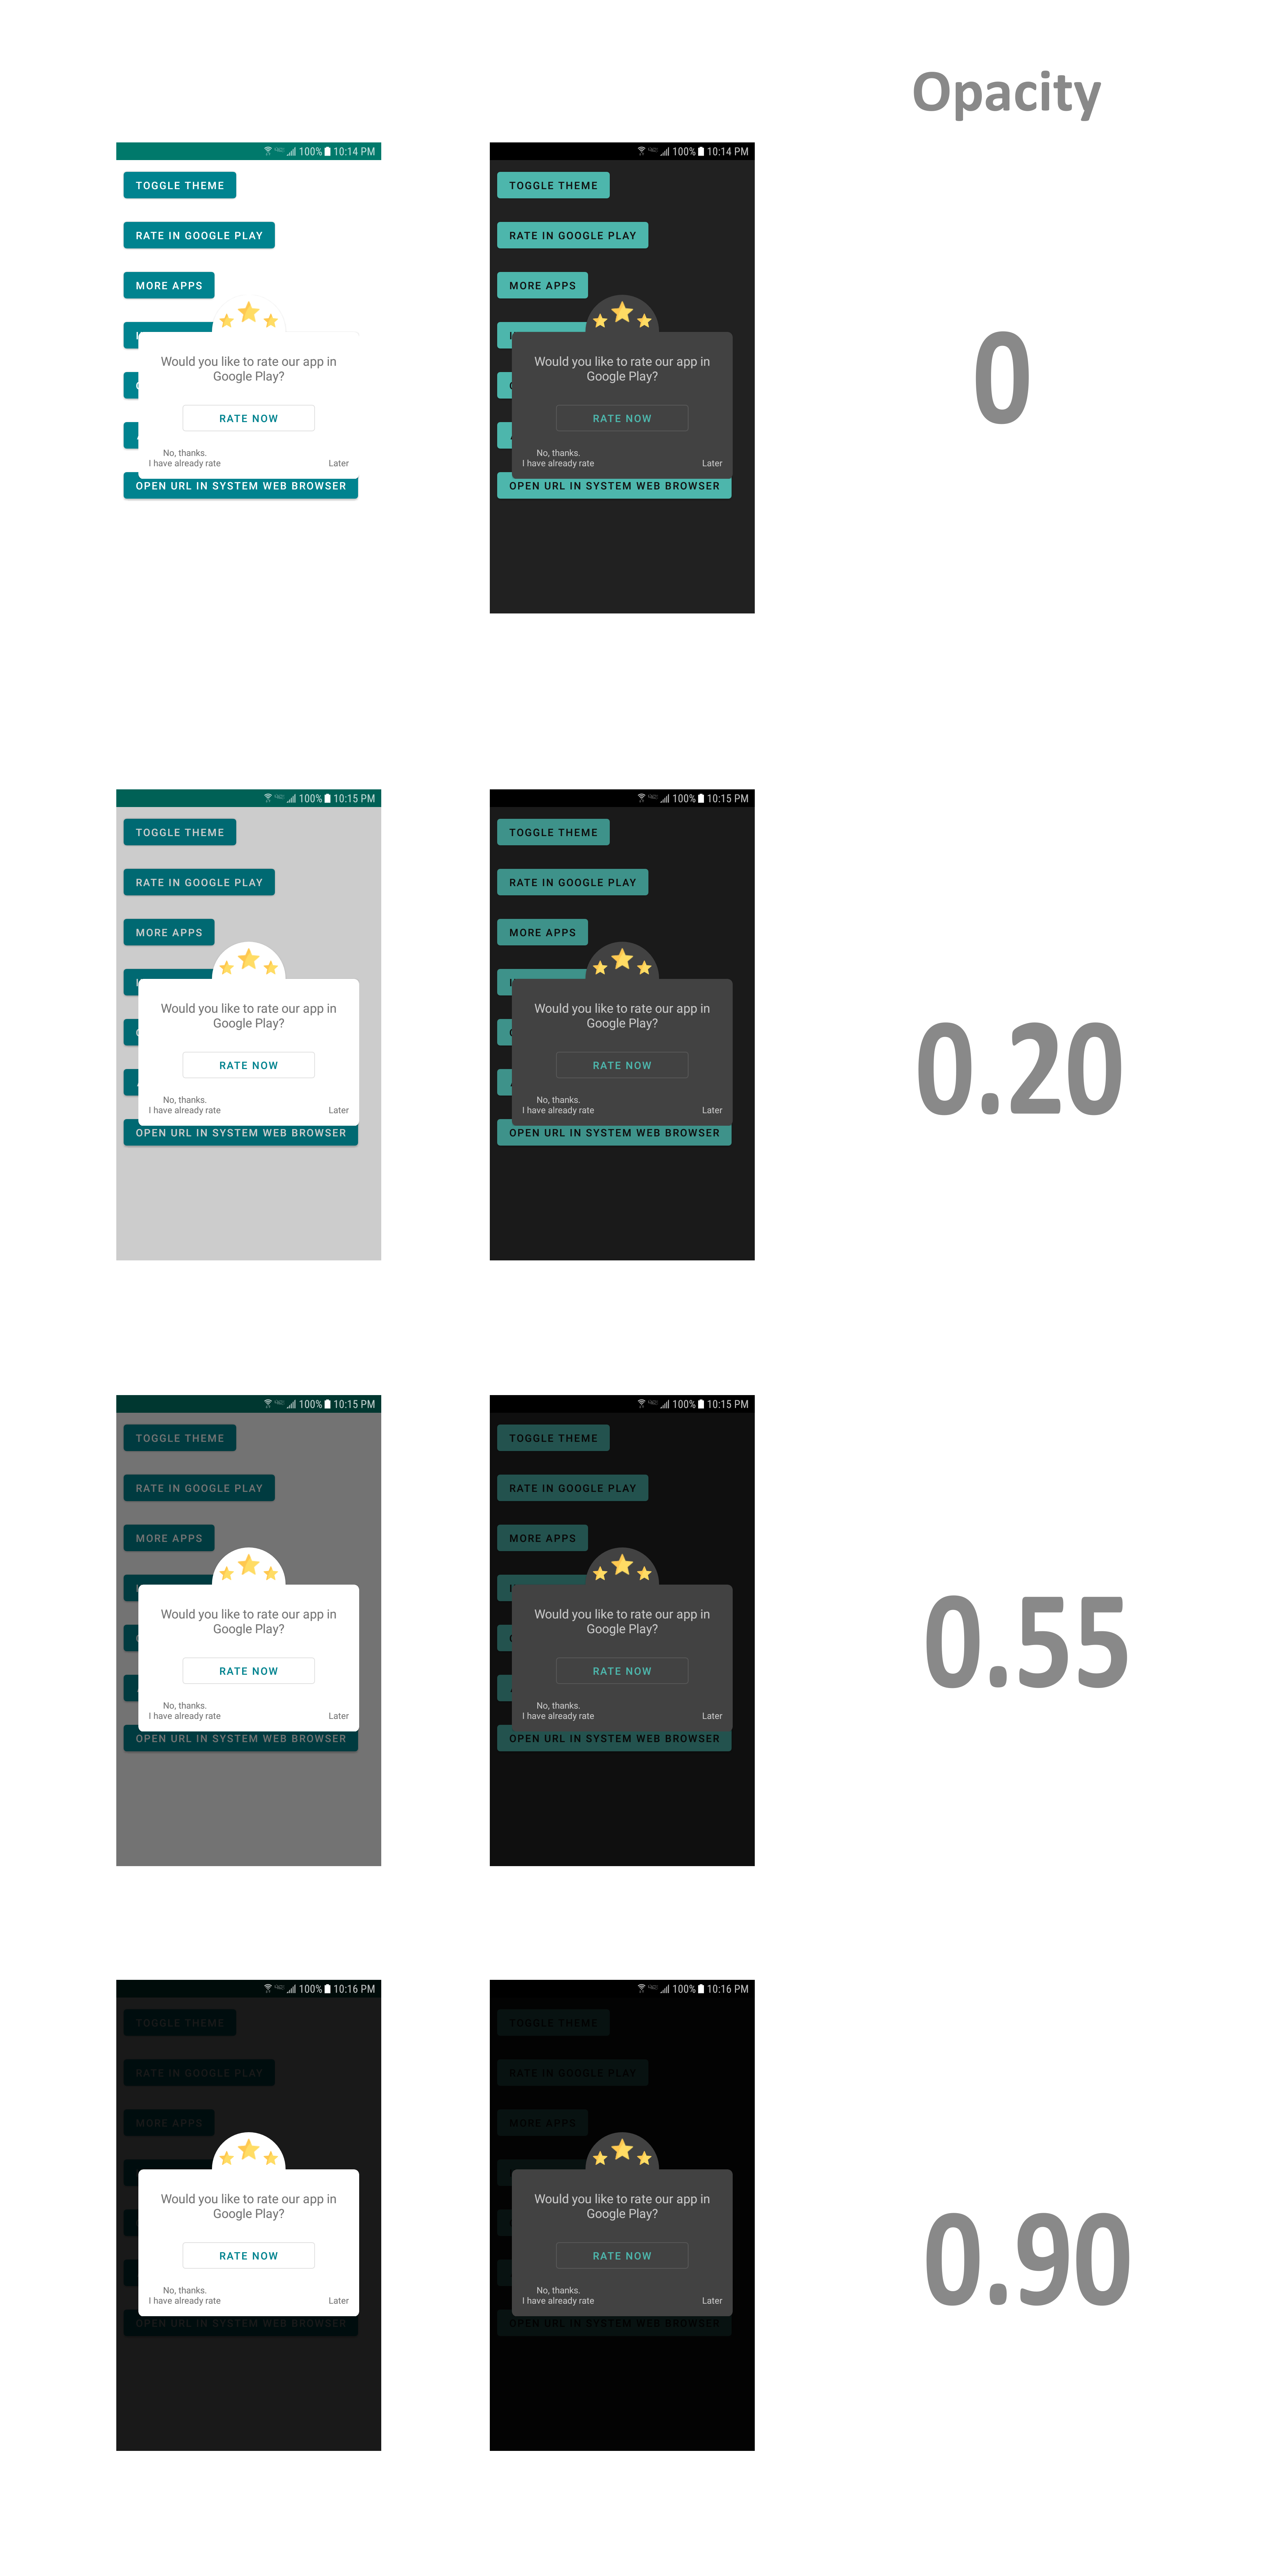 Opacity
100% 10:14 PM
TOGGLE THEME
RATE IN GOOGLE PLAY
MORE APPS
Would you like to rate our app in
Google Play?
RATE NOW
No, thanks.
I have already rate
Later
OPEN URL IN SYSTEM WEB BROWSER
100% 10:14 PM
TOGGLE THEME
RATE IN GOOGLE PLAY
MORE APPS
Would you like to rate our app in
Google Play?
RATE NOW
No, thanks.
I have already rate
Later
OPEN URL IN SYSTEM WEB BROWSER
0
100% 10:15 PM
TOGGLE THEME
RATE IN GOOGLE PLAY
MORE APPS
Would you like to rate our app in
Google Play?
RATE NOW
No, thanks.
I have already rate
Later
OPEN URL IN SYSTEM WEB BROWSER
100% 10:15 PM
TOGGLE THEME
RATE IN GOOGLE PLAY
MORE APPS
Would you like to rate our app in
Google Play?
RATE NOW
No, thanks.
I have already rate
Later
OPEN URL IN SYSTEM WEB BROWSER
0.20
100% 10:15 PM
TOGGLE THEME
RATE IN GOOGLE PLAY
MORE APPS
Would you like to rate our app in
Google Play?
RATE NOW
No, thanks.
I have already rate
Later
OPEN URL IN SYSTEM WEB BROWSER
100% 10:15 PM
TOGGLE THEME
RATE IN GOOGLE PLAY
MORE APPS
Would you like to rate our app in
Google Play?
RATE NOW
No, thanks.
I have already rate
Later
OPEN URL IN SYSTEM WEB BROWSER
0.55
100% 10:16 PM
TOGGLE THEME
RATE IN GOOGLE PLAY
MORE APPS
Would you like to rate our app in
Google Play?
RATE NOW
No, thanks.
I have already rate
Later
OPEN URL IN SYSTEM WEB BROWSER
100% 10:16 PM
TOGGLE THEME
RATE IN GOOGLE PLAY
MORE APPS
Would you like to rate our app in
Google Play?
RATE NOW
No, thanks.
I have already rate
Later
OPEN URL IN SYSTEM WEB BROWSER
0.90